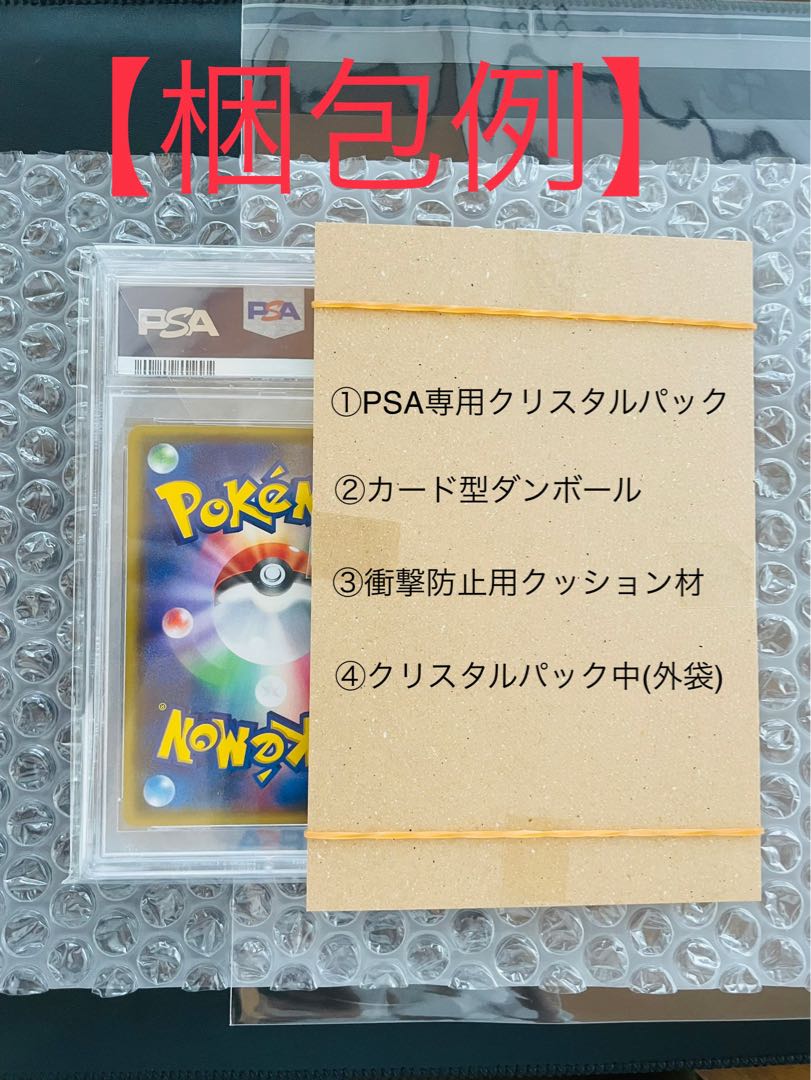 【梱包例】
PSA PSA
①PSA専用クリスタルパック
②カード型ダンボール
③衝撃防止用クッション材
④クリスタルパック中(外袋)
POKéM
POKéMON
®